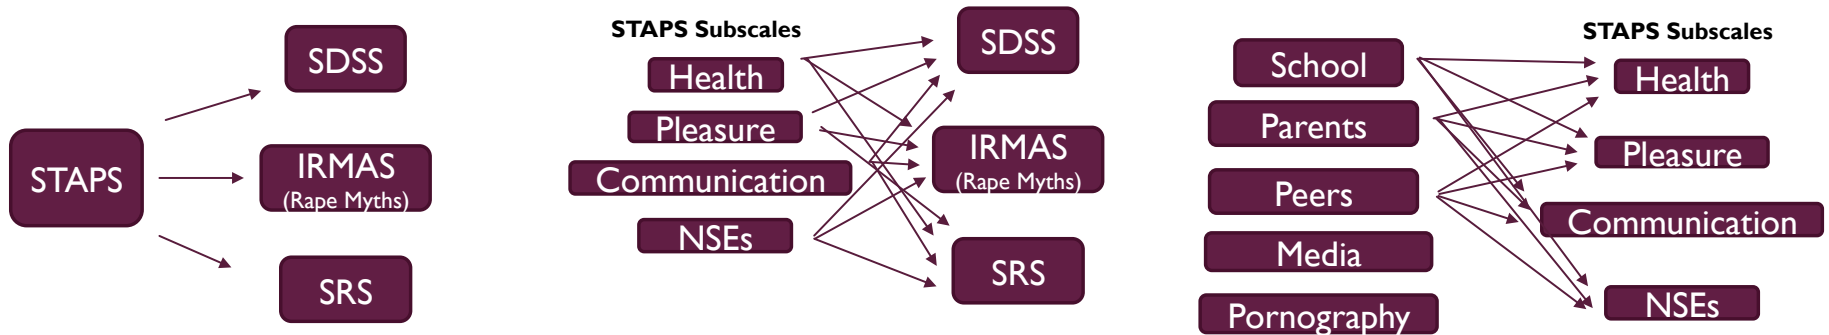 STAPS
SDSS
IRMAS
(Rape Myths)
SRS
STAPS Subscales
Health
Pleasure
Communication
NSEs
SDSS
IRMAS
(Rape Myths)
SRS
School
Parents
Peers
Media
Pornography
STAPS Subscales
Health
Pleasure
Communication
NSEs